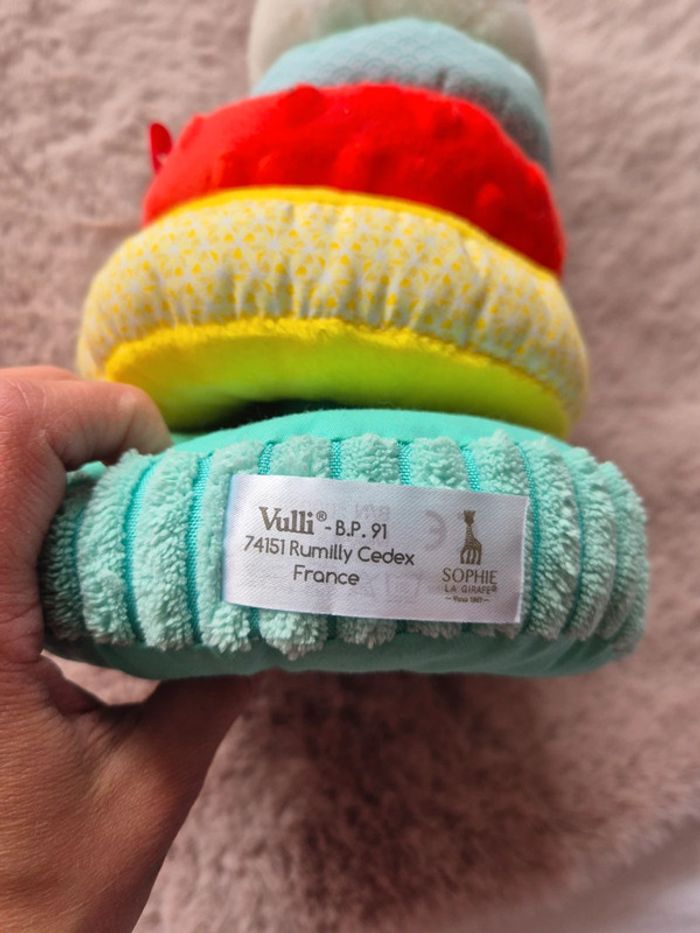 Vulli® - B.P. 91
74151 Rumilly Cedex
France
SOPHIE
LA GIRAFE®